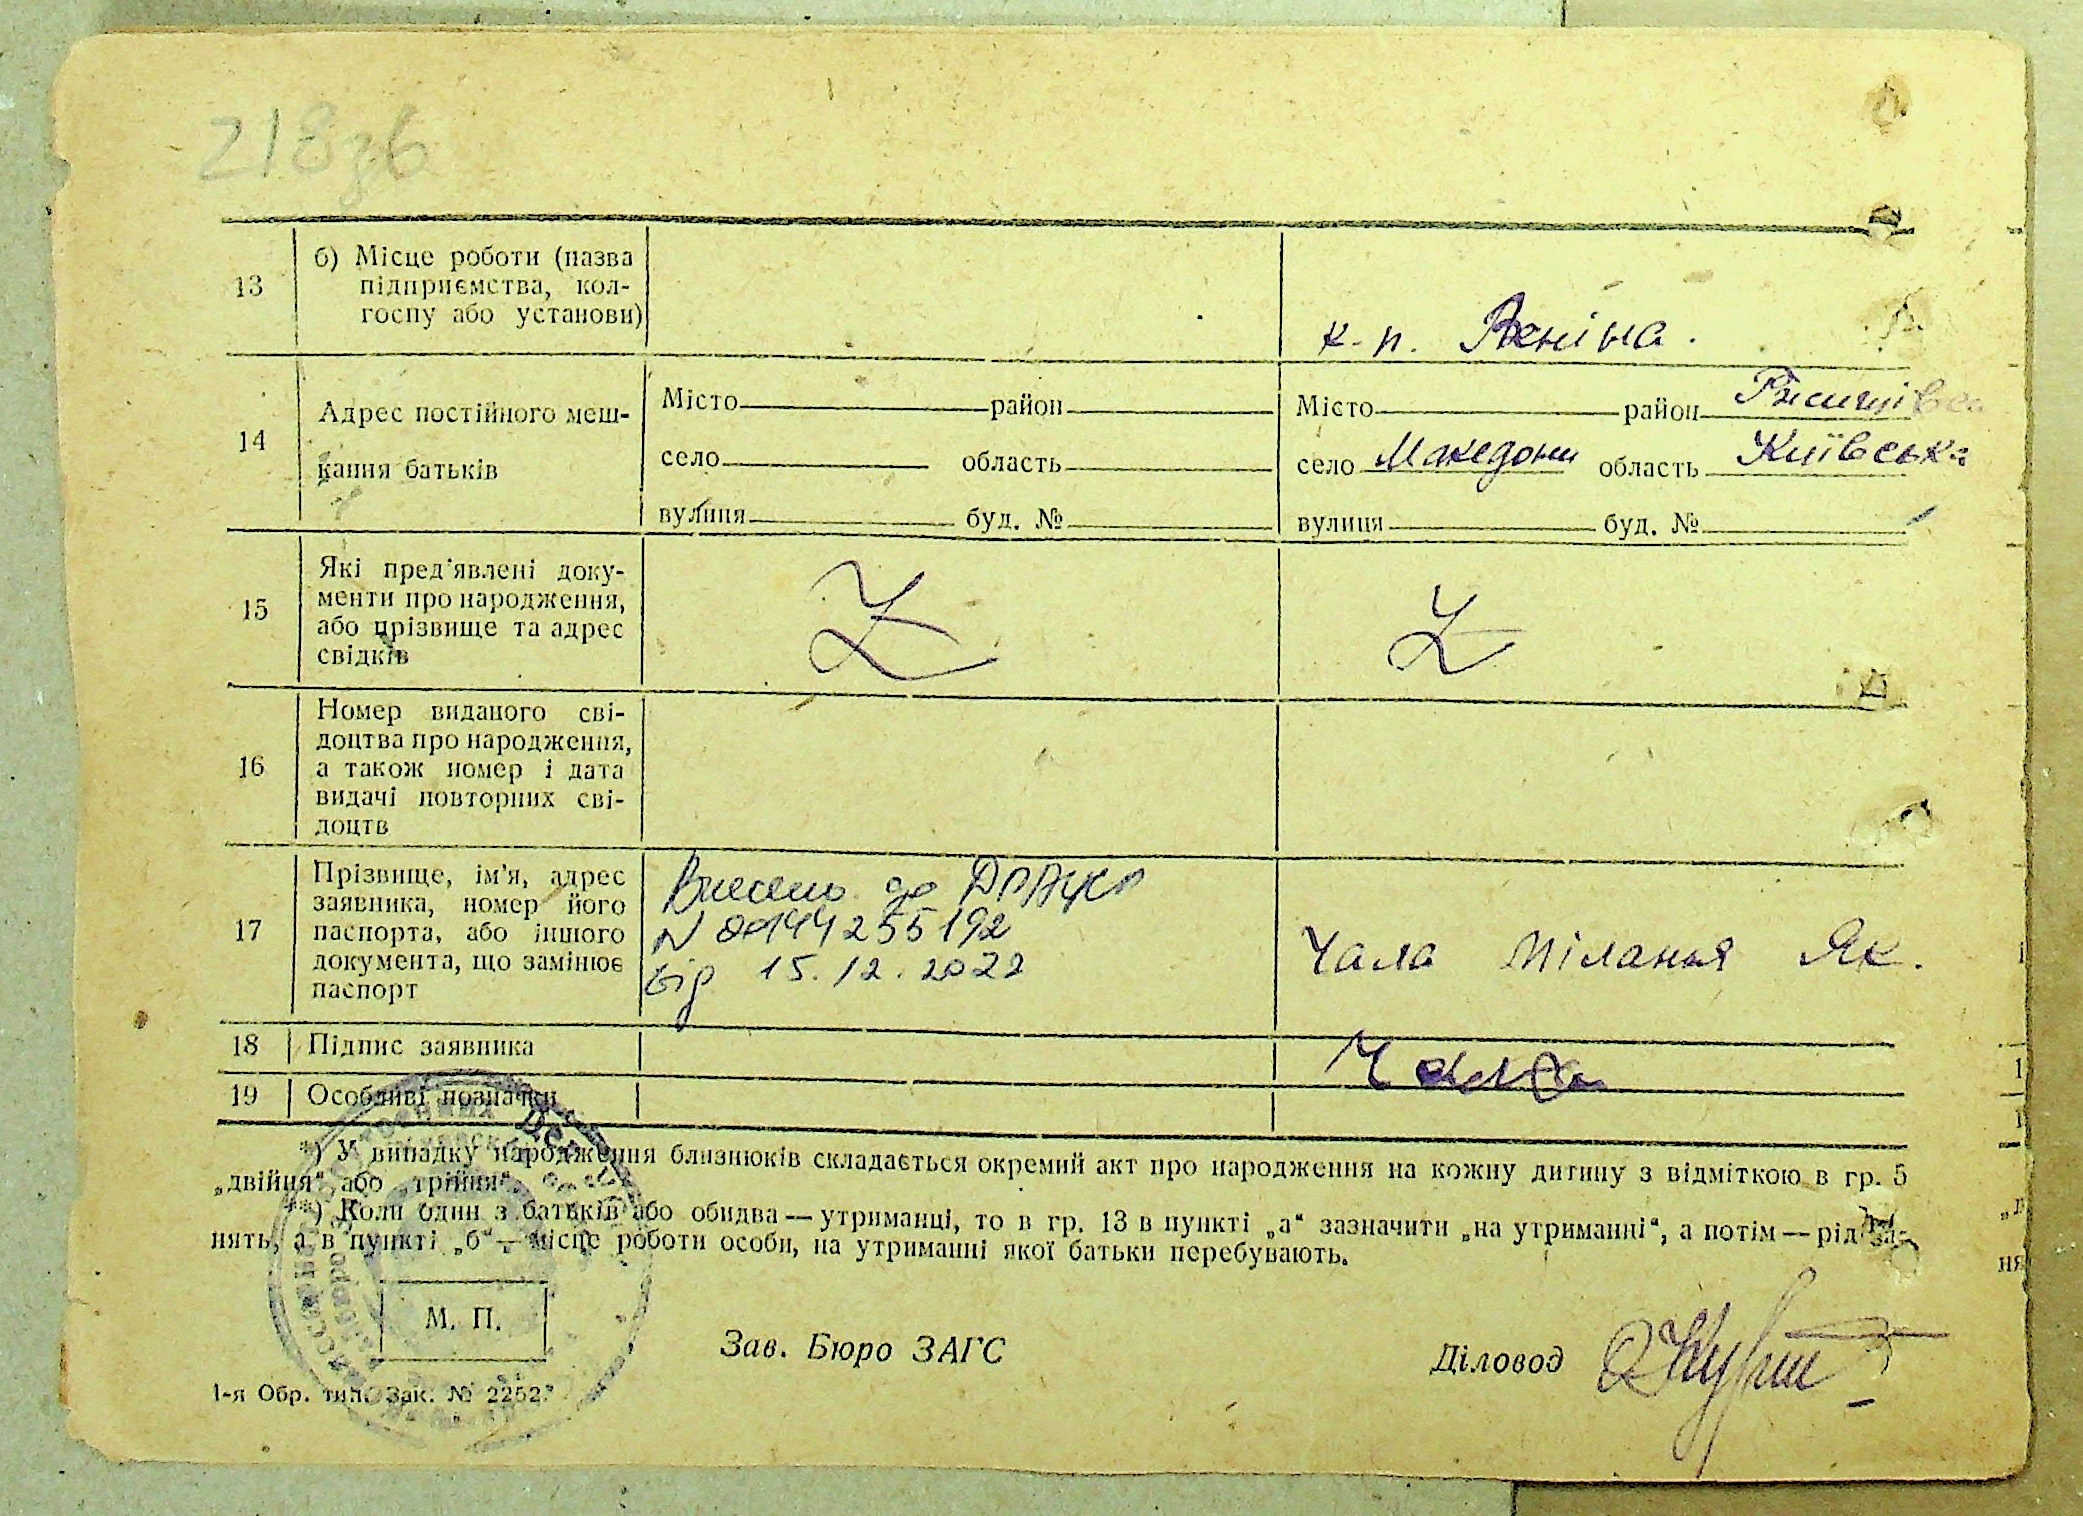 218зв
13
б) Місце роботи (назва
підприємства, кол-
госпу або установи)
к-п. Леніна.
14
Адрес постійного меш-
кання батьків
Місто район
село область
вулиця буд. №
Місто район Ржищівсь
село Македони область Київська
вулиця буд. №
15
Які пред'явлені доку-
менти про народження,
або прізвище та адрес
свідків
Z
Z
16
Номер виданого сві-
доцтва про народження,
а також номер і дата
видачі повторних сві-
доцтв
17
Прізвище, ім'я, адрес
заявника, номер його
паспорта, або іншого
документа, що замінює
паспорт
Внесено до ДРАЦСГ
N 00144255192
від 15.12.2022
Чала Міланья Як.
18 Підпис заявника
Чала
19 Особливі позначки
*) У випадку народження близнюків складається окремий акт про народження на кожну дитину з відміткою в гр. 5
„двійня“ або „трійня“.
**) Коли один з батьків або обидва — утриманці, то в гр. 13 в пункті „а“ зазначити „на утриманні“, а потім — рід за-
нять, а в пункті „б“ — місце роботи особи, на утриманні якої батьки перебувають.
М. П.
Зав. Бюро ЗАГС
Діловод
1-я Обр. тип. Зак. № 2252